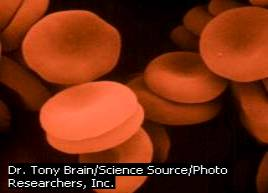 Dr. Tony Brain/Science Source/Photo
Researchers, Inc.